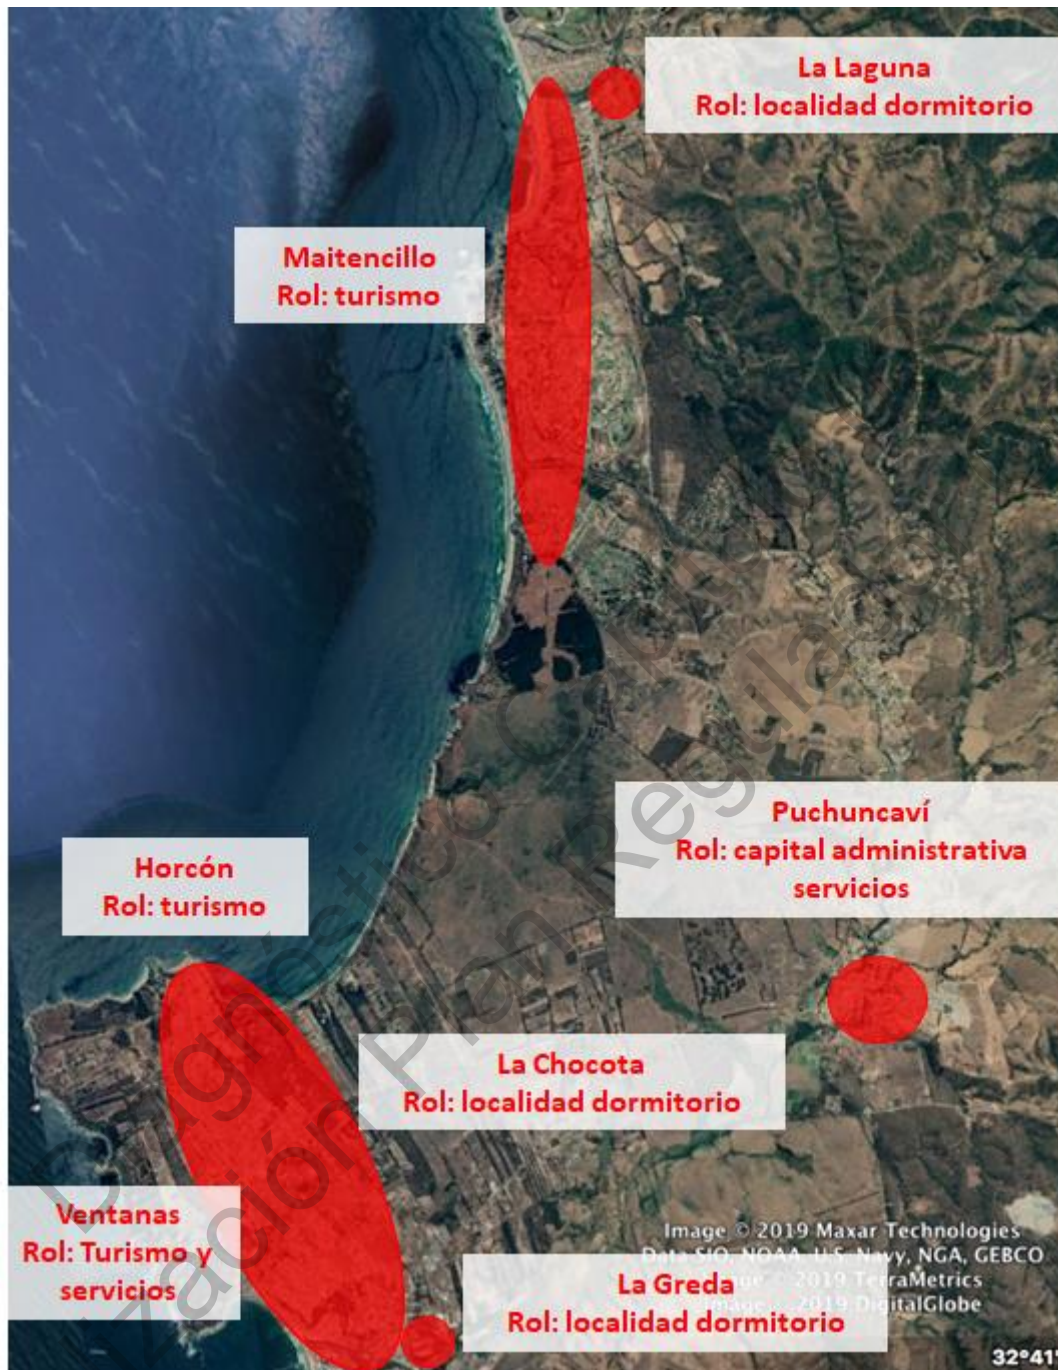 La Laguna
Rol: localidad dormitorio
Maitencillo
Rol: turismo
Puchuncaví
Rol: capital administrativa
servicios
Horcón
Rol: turismo
La Chocota
Rol: localidad dormitorio
Ventanas
Rol: Turismo y
servicios
Image © 2019 Maxar Technologies
Data SIO, NOAA, U.S. Navy, NGA, GEBCO
2019 TerraMetrics
2019 DigitalGlobe
La Greda
Rol: localidad dormitorio
32°41'